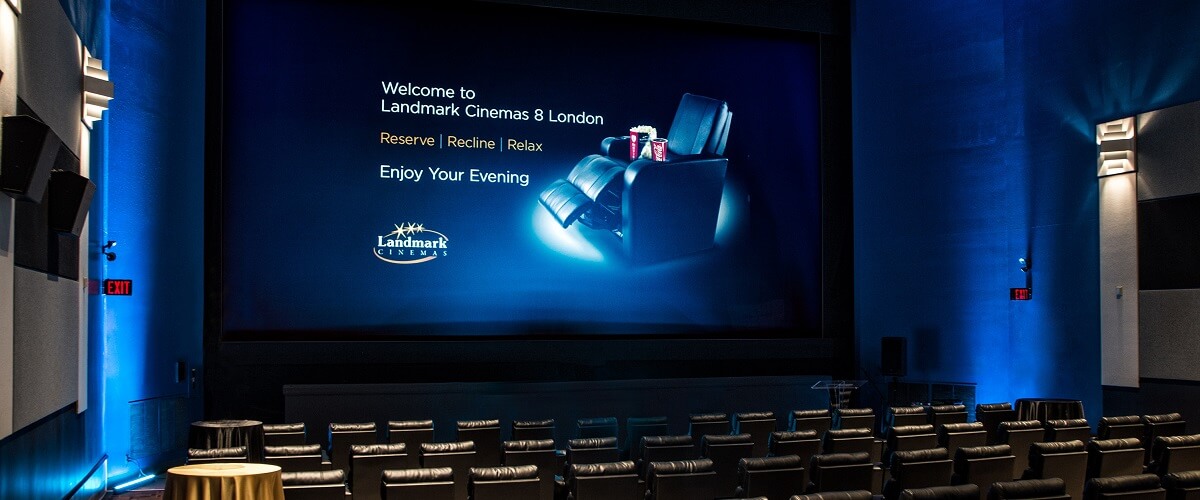 Welcome to
Landmark Cinemas 8 London
Reserve | Recline | Relax
Enjoy Your Evening
Landmark
CINEMAS
EXIT
EXIT